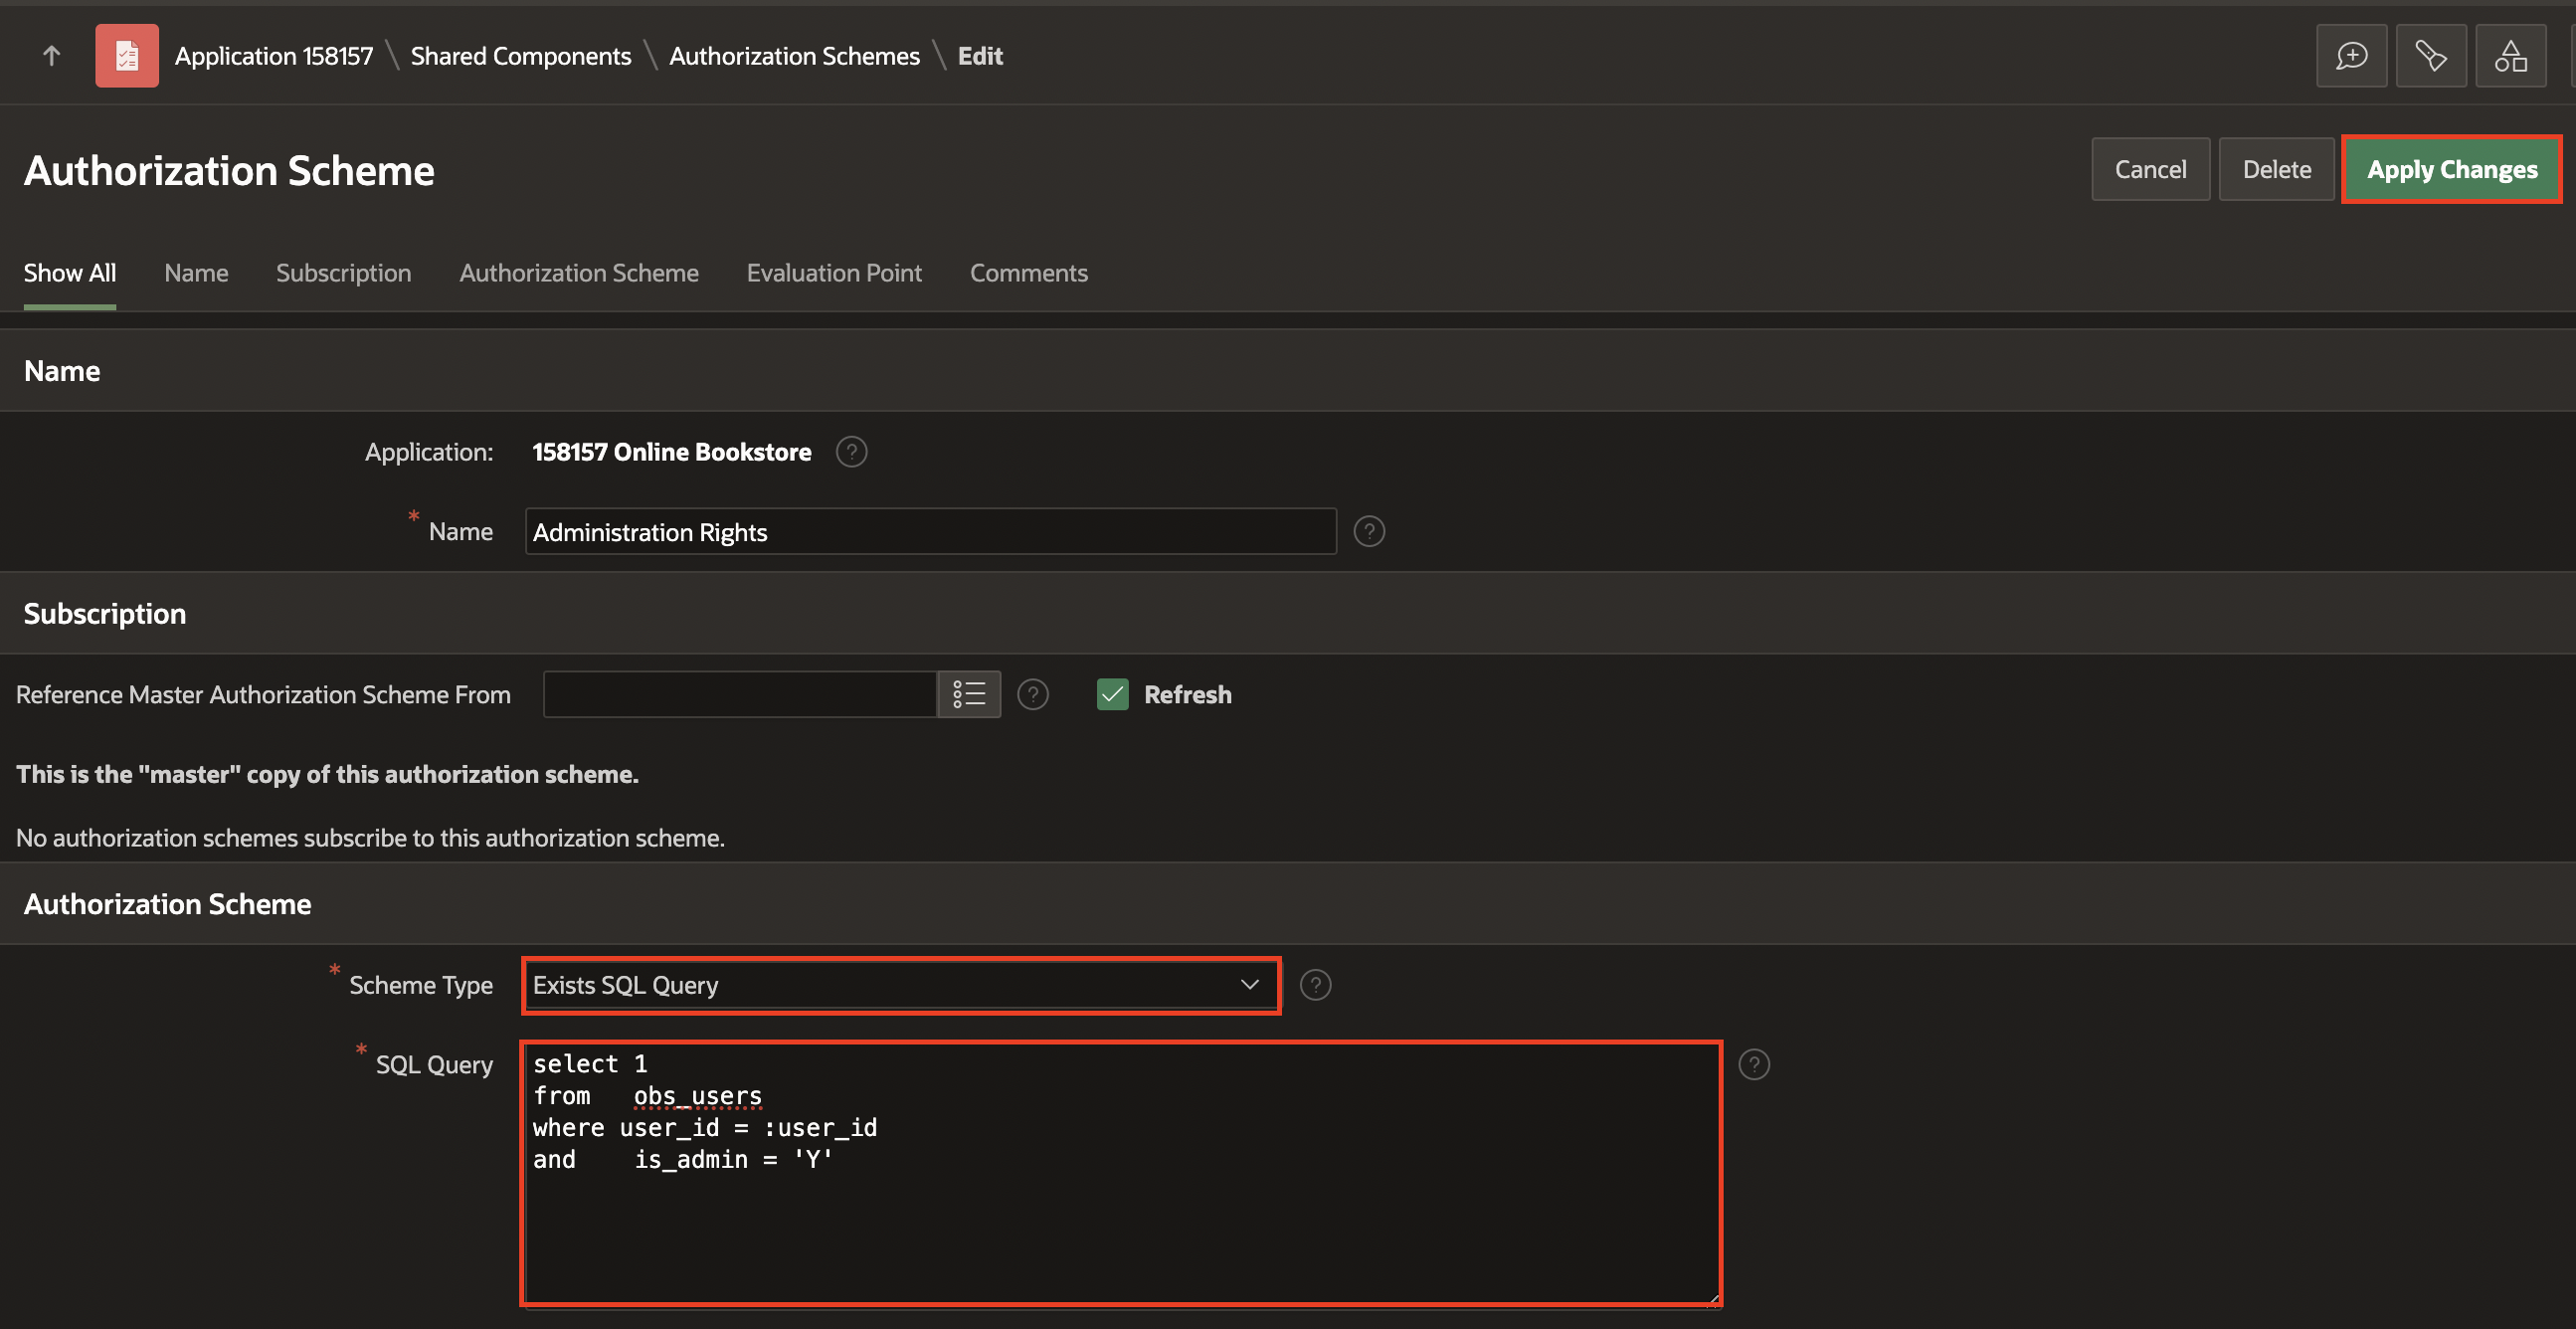 Application 158157 \ Shared Components \ Authorization Schemes \ Edit
Authorization Scheme
Cancel Delete Apply Changes
Show All Name Subscription Authorization Scheme Evaluation Point Comments
Name
Application: 158157 Online Bookstore ?
* Name Administration Rights ?
Subscription
Reference Master Authorization Scheme From ? Refresh
This is the "master" copy of this authorization scheme.
No authorization schemes subscribe to this authorization scheme.
Authorization Scheme
* Scheme Type Exists SQL Query ?
* SQL Query select 1 ?
from   obs_users
where user_id = :user_id
and    is_admin = 'Y'